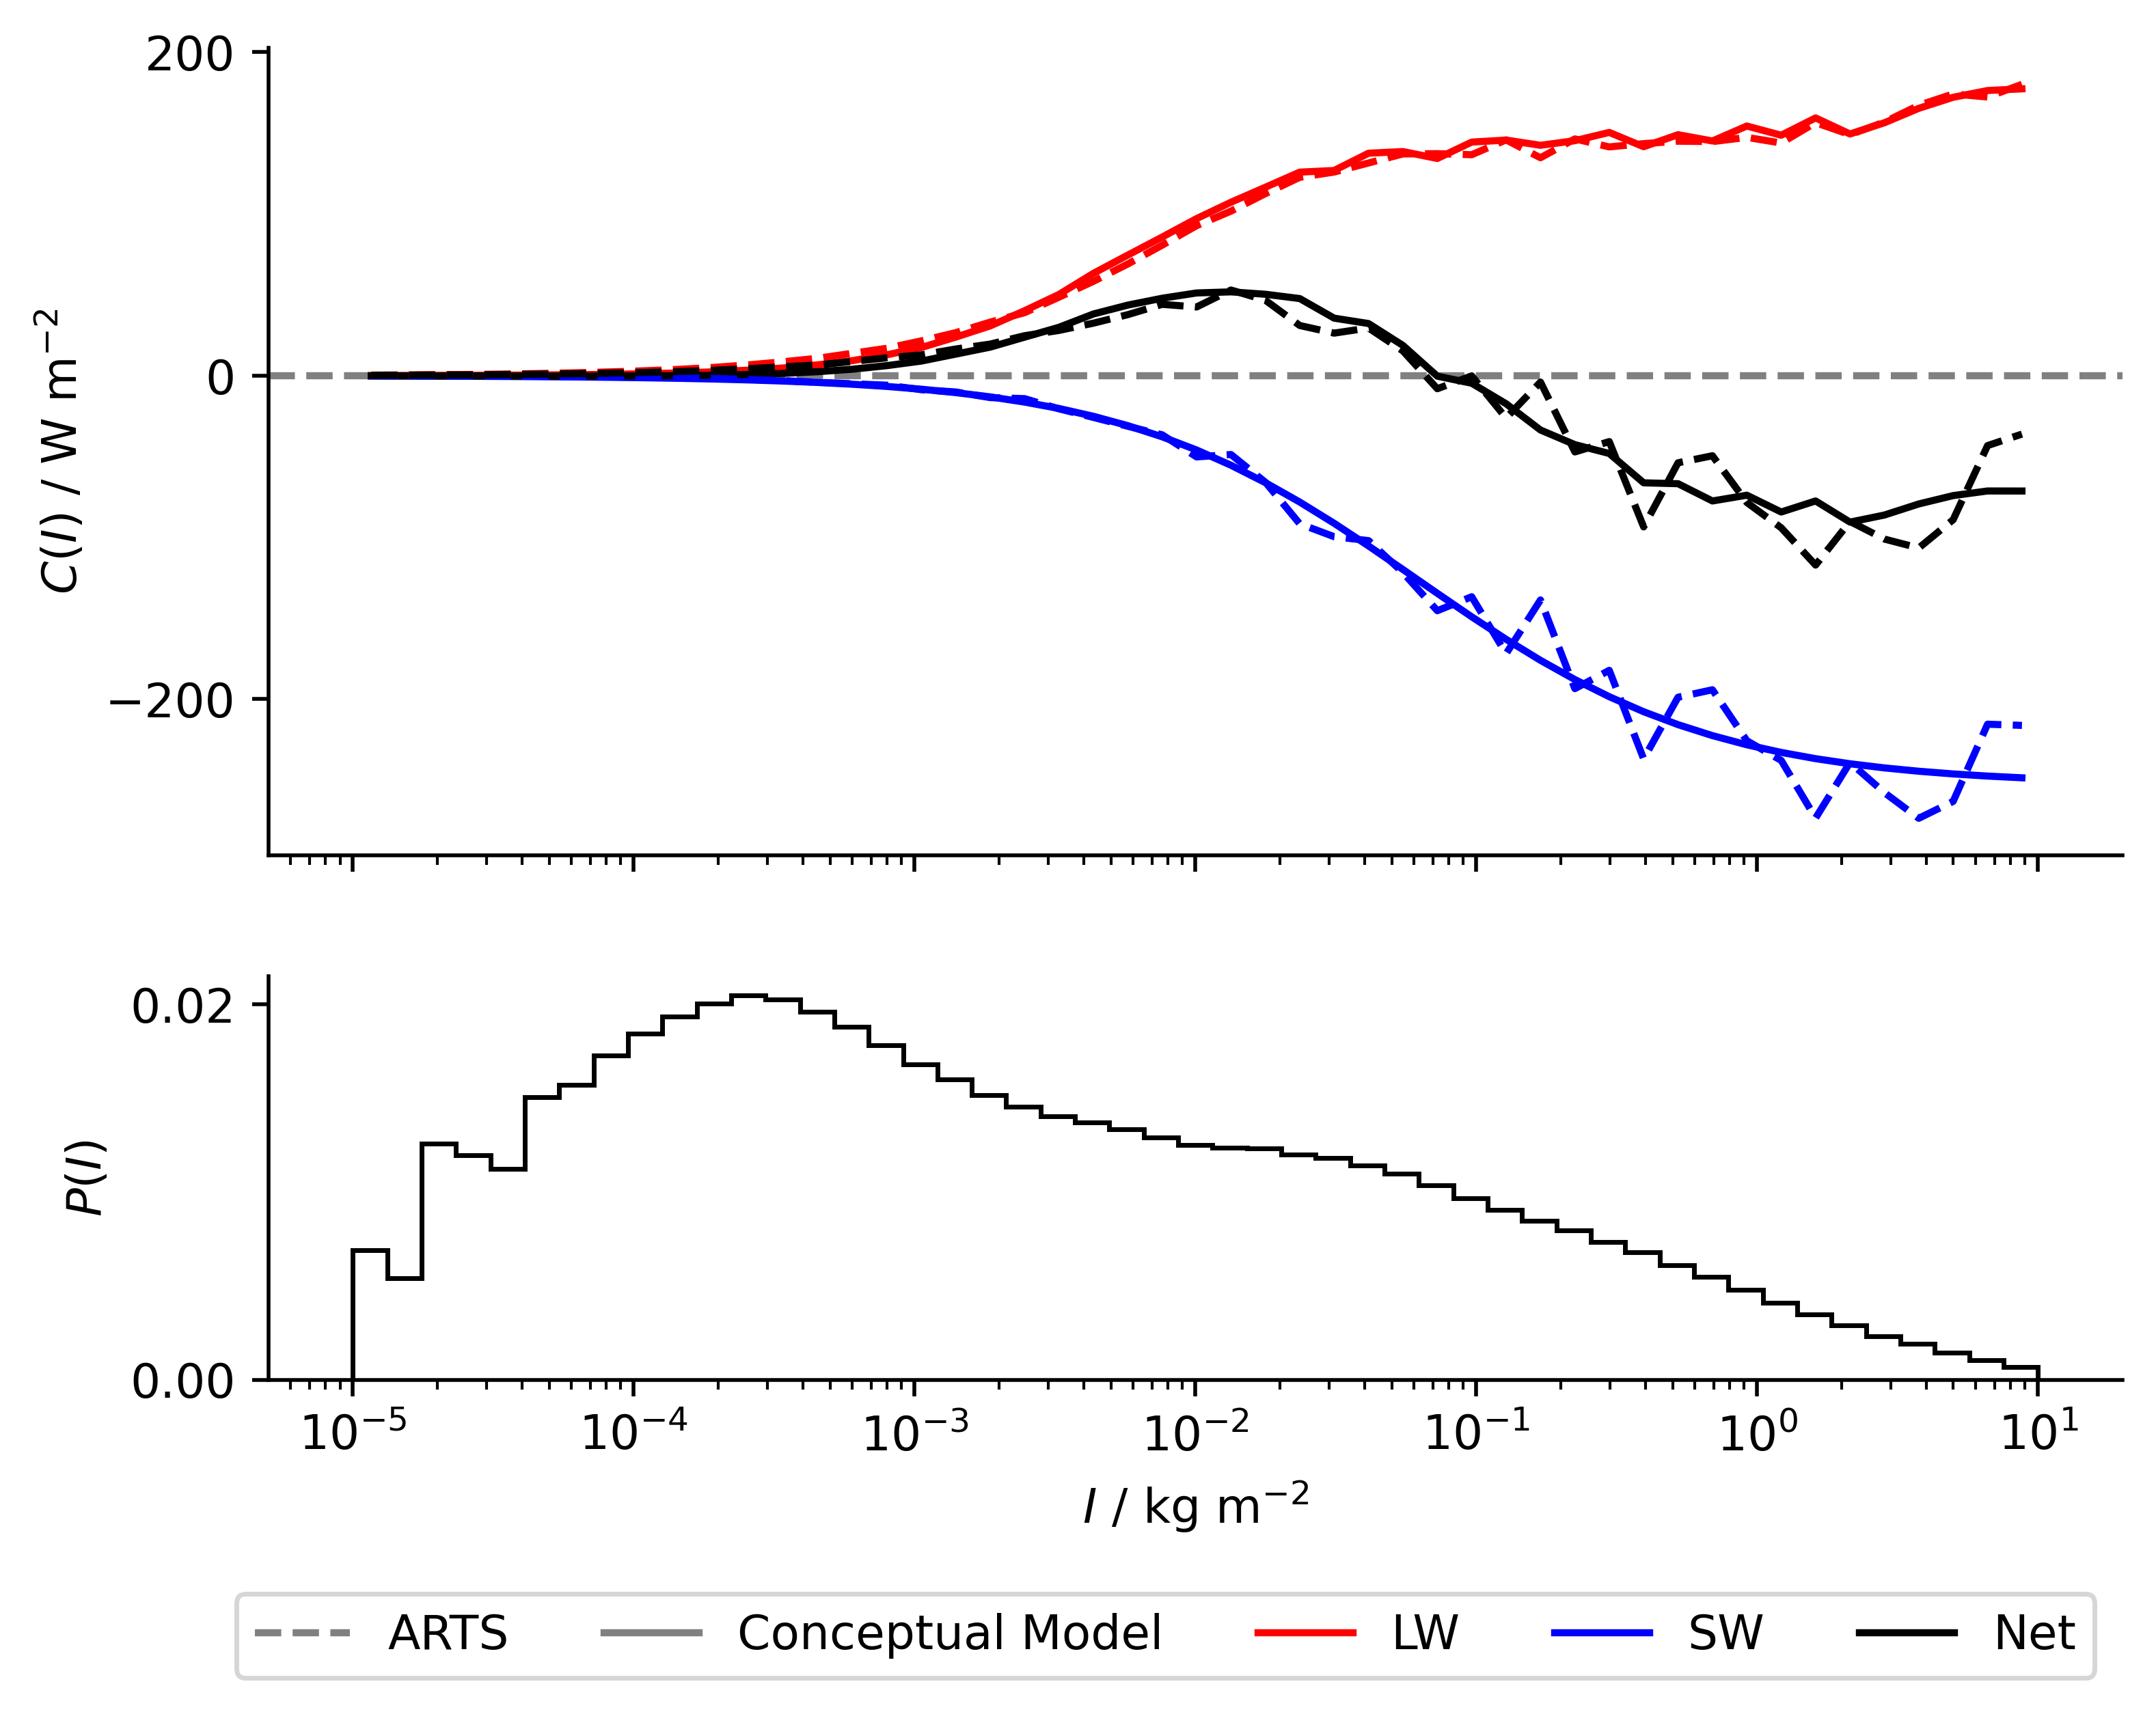 200
0
−200
C(I) / W m⁻²
0.02
0.00
P(I)
10⁻⁵ 10⁻⁴ 10⁻³ 10⁻² 10⁻¹ 10⁰ 10¹
I / kg m⁻²
ARTS Conceptual Model LW SW Net